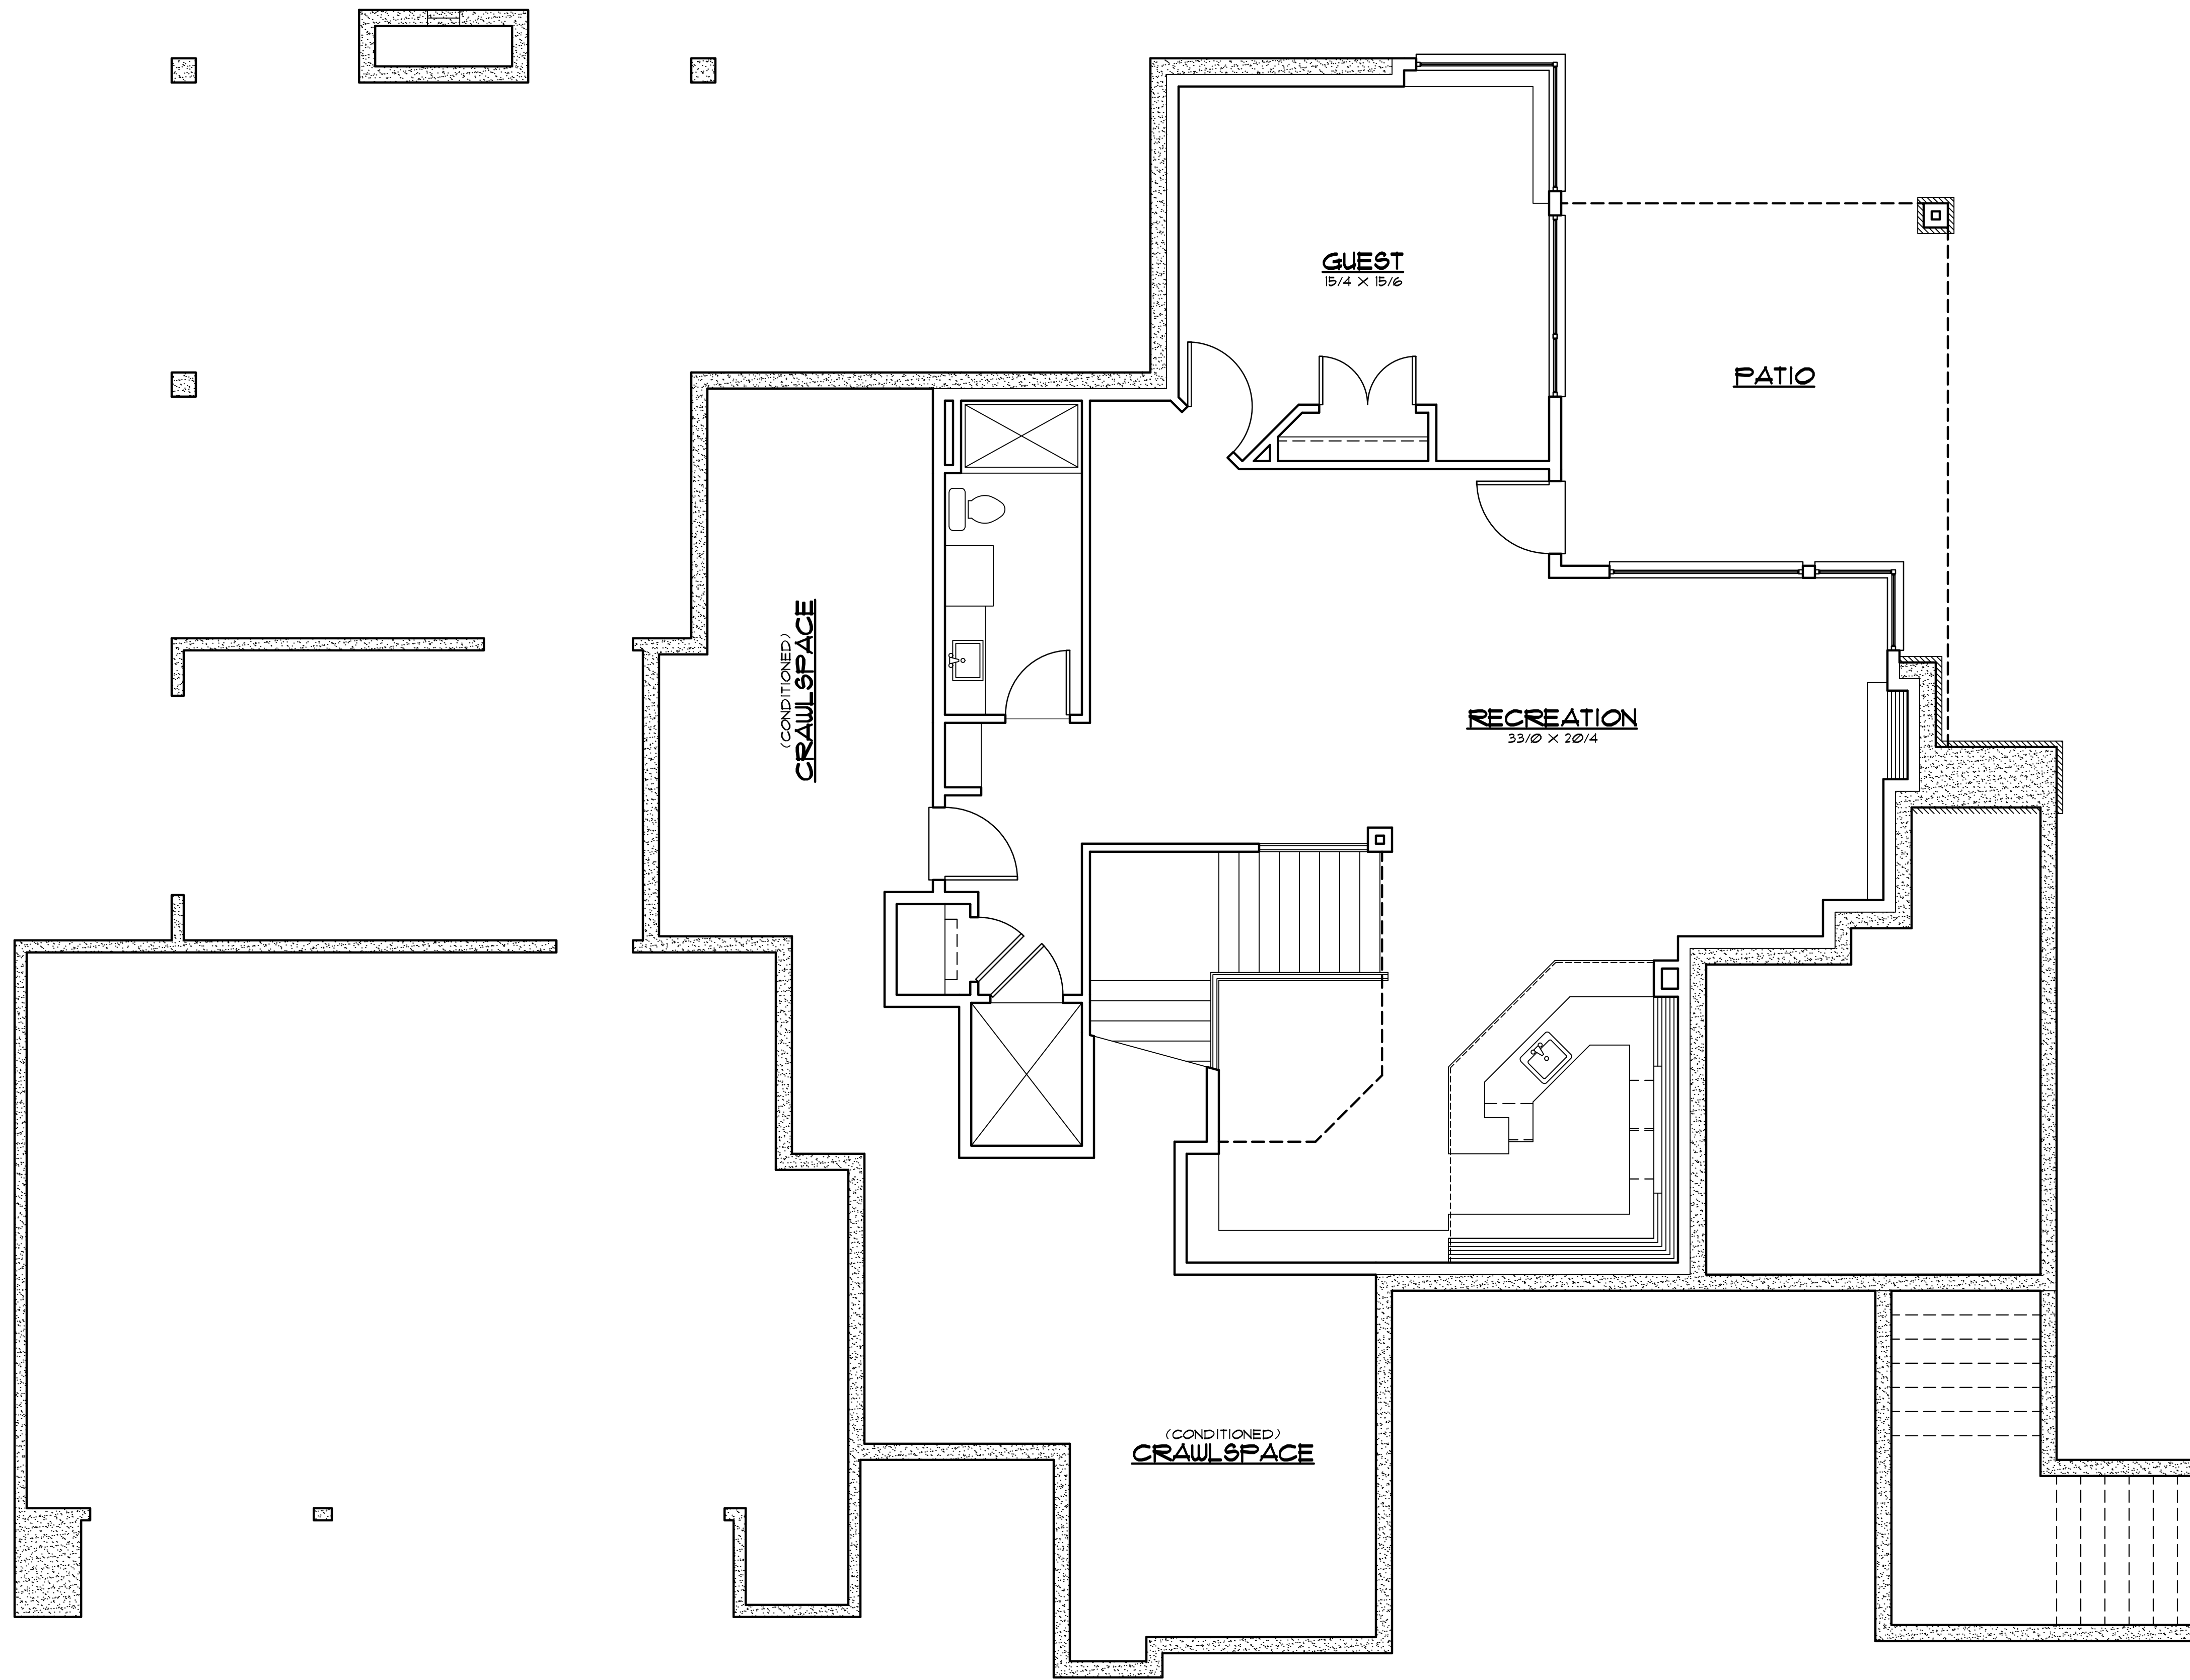 GUEST
15/4 X 15/6
PATIO
(CONDITIONED)
CRAWLSPACE
RECREATION
33/0 X 20/4
(CONDITIONED)
CRAWLSPACE